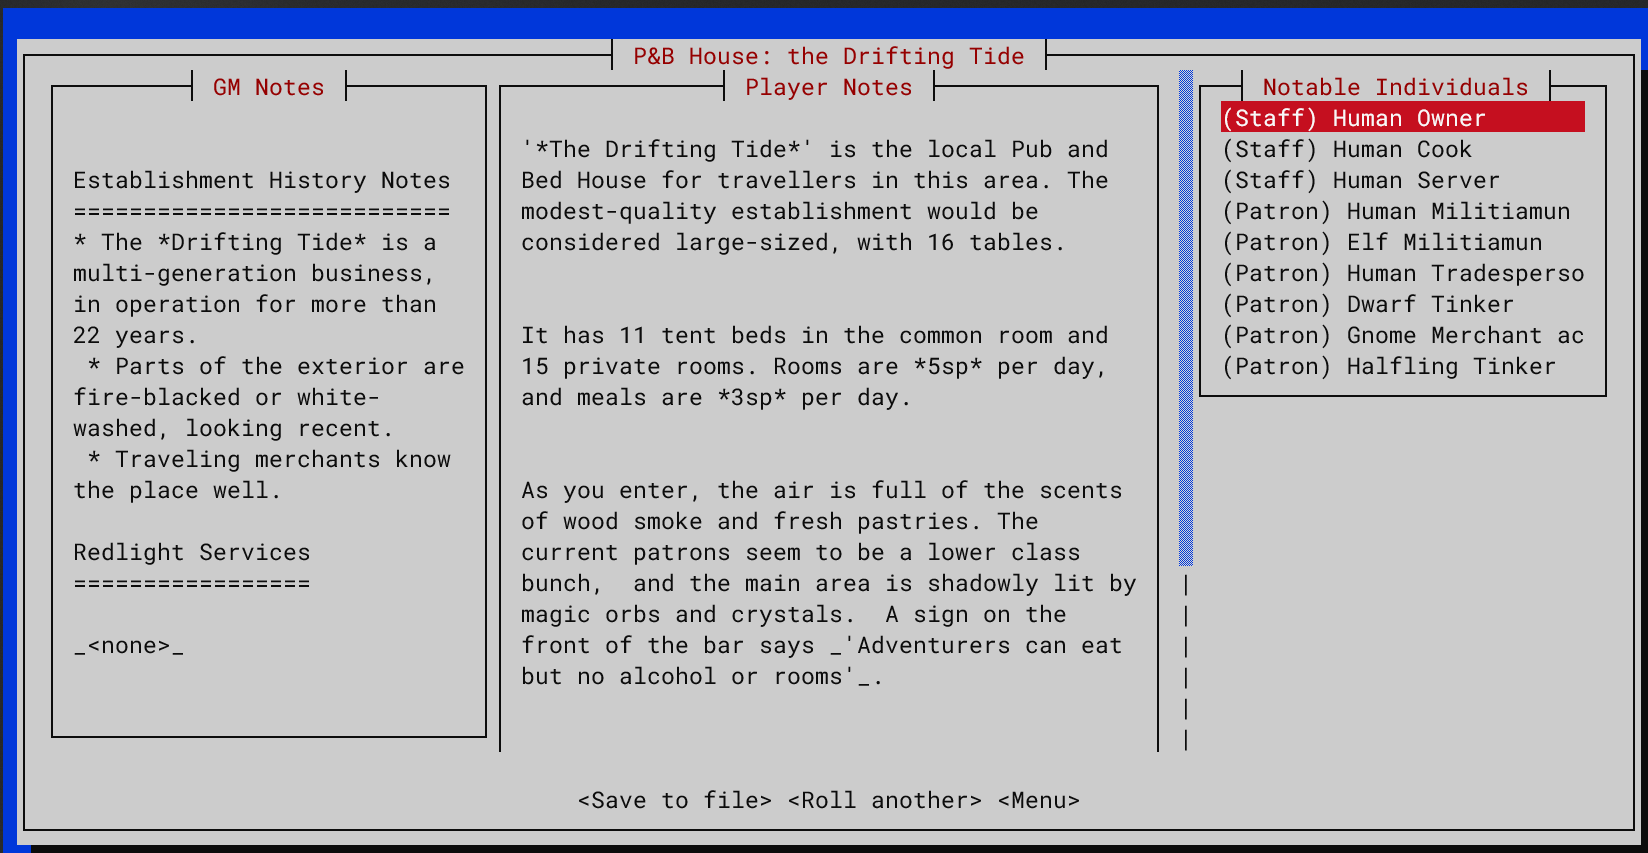 P&B House: the Drifting Tide
GM Notes
Establishment History Notes
===========================
* The *Drifting Tide* is a
multi-generation business,
in operation for more than
22 years.
* Parts of the exterior are
fire-blacked or white-
washed, looking recent.
* Traveling merchants know
the place well.
Redlight Services
=================
_<none>_
Player Notes
'*The Drifting Tide*' is the local Pub and
Bed House for travellers in this area. The
modest-quality establishment would be
considered large-sized, with 16 tables.
It has 11 tent beds in the common room and
15 private rooms. Rooms are *5sp* per day,
and meals are *3sp* per day.
As you enter, the air is full of the scents
of wood smoke and fresh pastries. The
current patrons seem to be a lower class
bunch,  and the main area is shadowly lit by
magic orbs and crystals.  A sign on the
front of the bar says _'Adventurers can eat
but no alcohol or rooms'_.
Notable Individuals
(Staff) Human Owner
(Staff) Human Cook
(Staff) Human Server
(Patron) Human Militiamun
(Patron) Elf Militiamun
(Patron) Human Tradesperso
(Patron) Dwarf Tinker
(Patron) Gnome Merchant ac
(Patron) Halfling Tinker
<Save to file> <Roll another> <Menu>